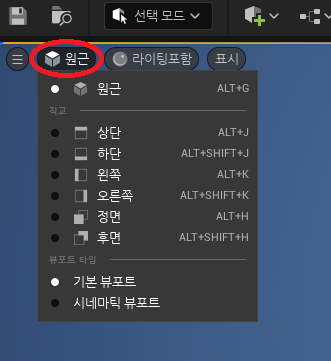 선택 모드
원근 라이팅포함 표시
원근 ALT+G
직교
상단 ALT+J
하단 ALT+SHIFT+J
왼쪽 ALT+K
오른쪽 ALT+SHIFT+K
정면 ALT+H
후면 ALT+SHIFT+H
뷰포트 타입
기본 뷰포트
시네마틱 뷰포트